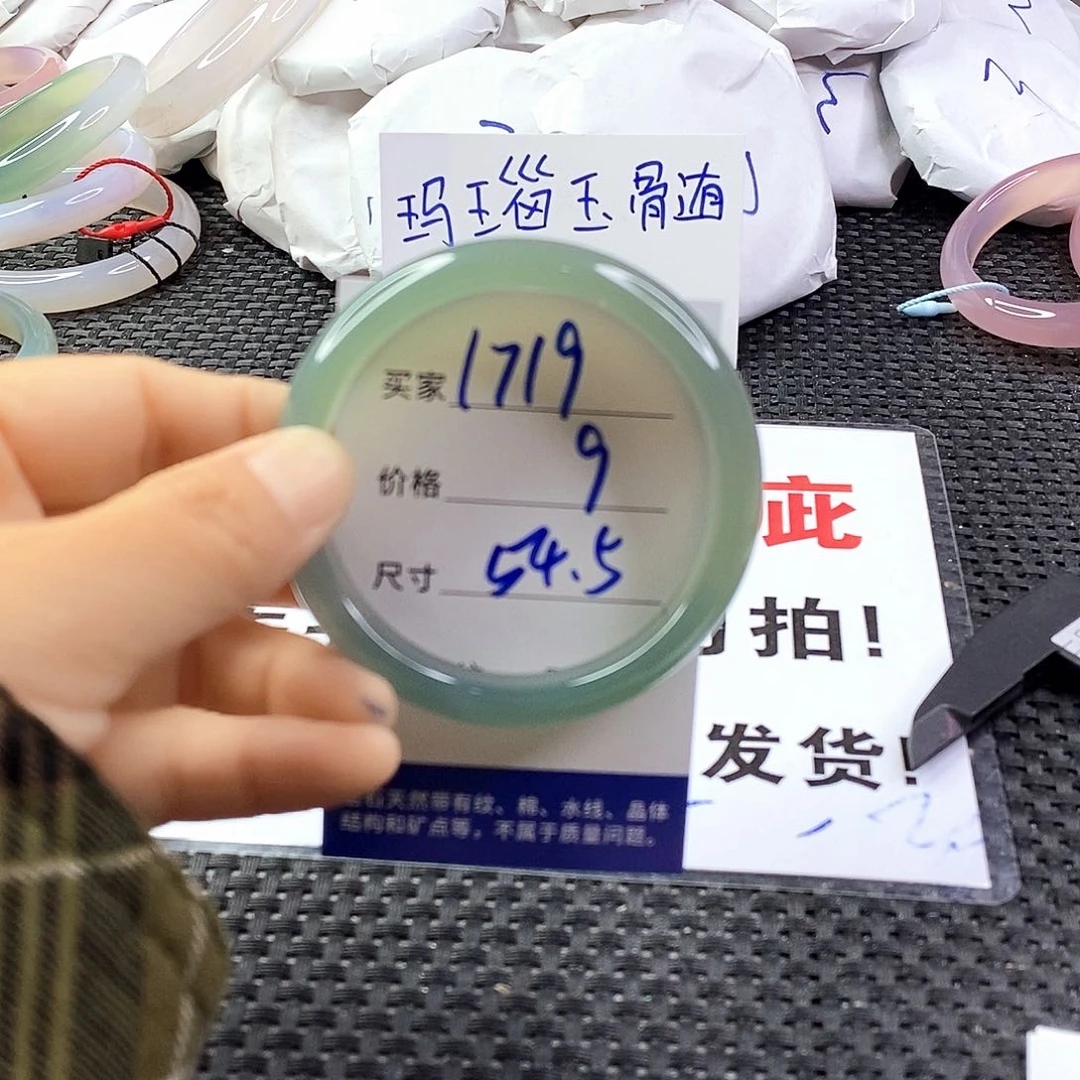 玛瑙玉骨髓
买家 1719
价格 9
尺寸 54.5
天然带有纹、棉、水线、晶体
结构和矿点等，不属于质量问题。
此
拍！
发货！